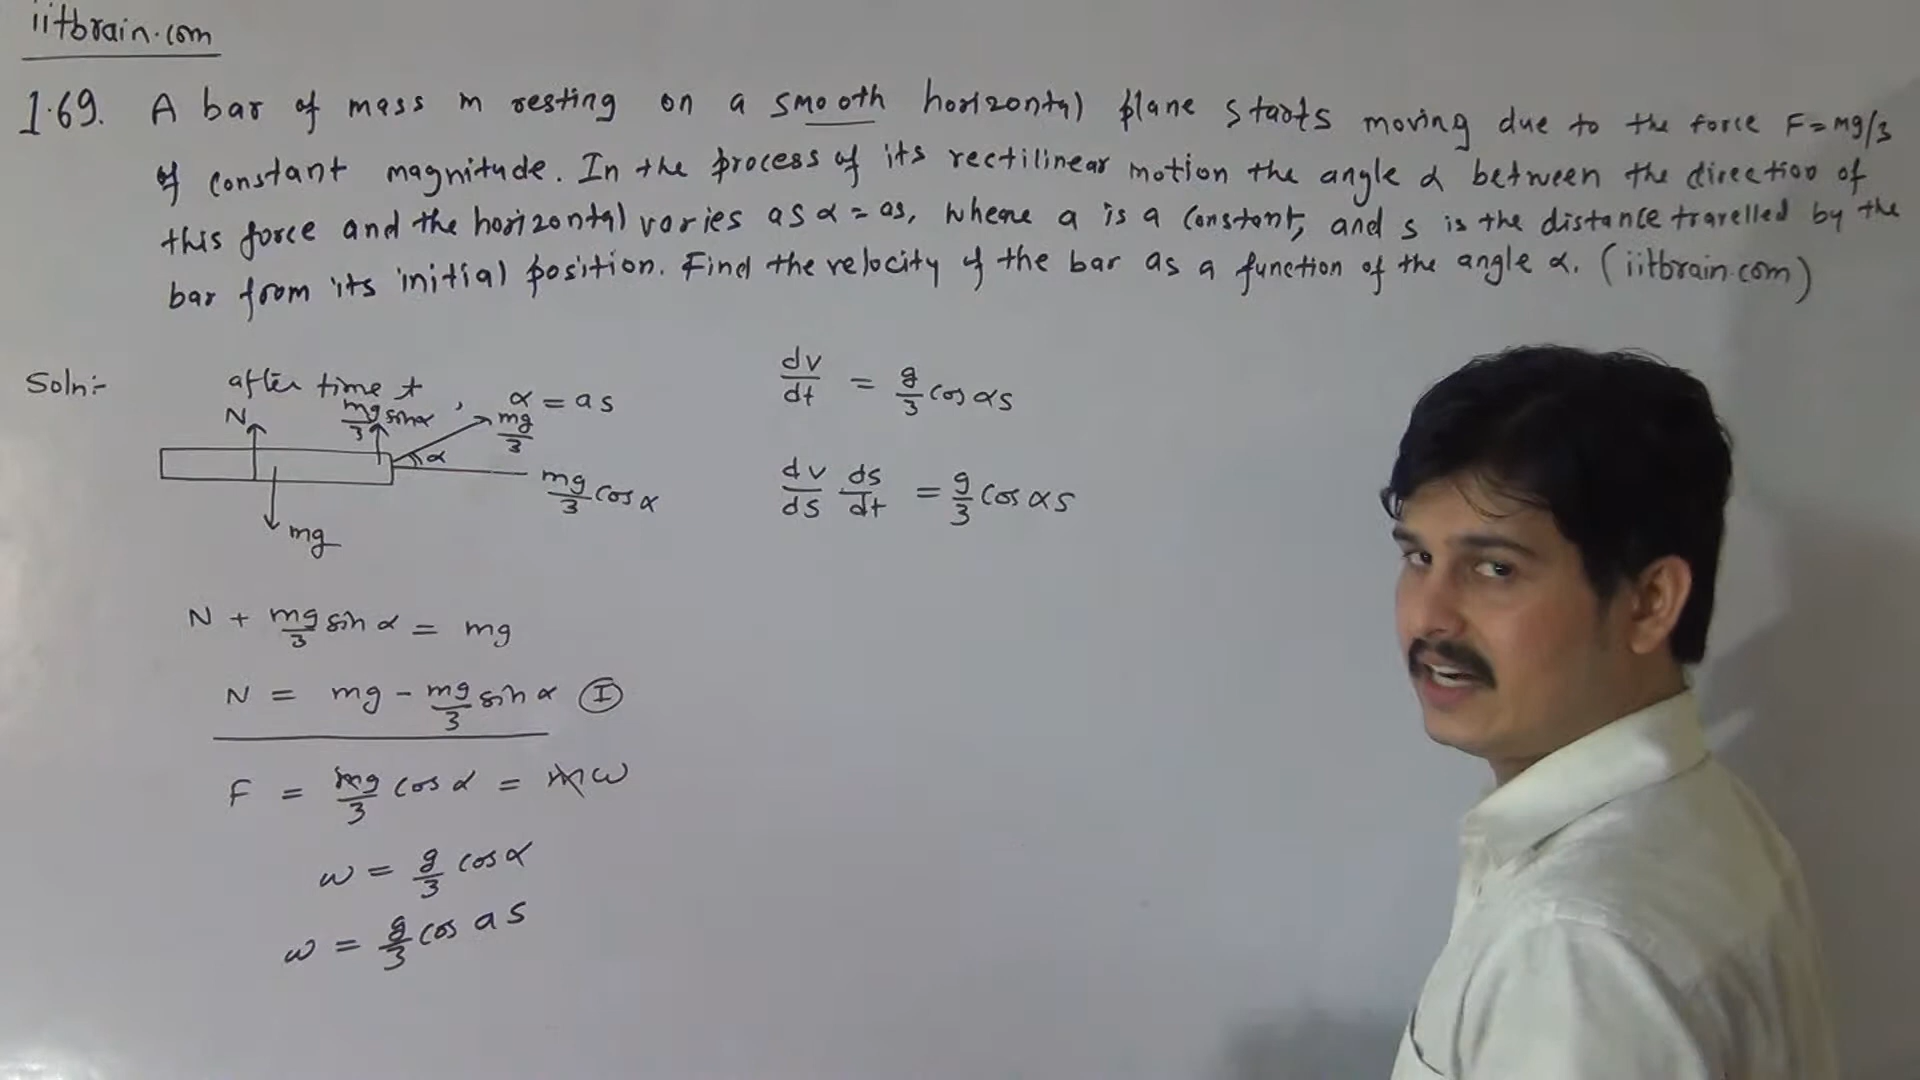 iitbrain.com
1.69. A bar of mass m resting on a smooth horizontal plane starts moving due to the force F=mg/3
of constant magnitude. In the process of its rectilinear motion the angle α between the direction of
this force and the horizontal varies as α = as, where a is a constant, and s is the distance travelled by the
bar from its initial position. Find the velocity of the bar as a function of the angle α. (iitbrain.com)
Soln:-
after time t, α = as
N
mg/3 sinα
mg/3
α
mg/3 cosα
mg
N + mg/3 sin α = mg
N = mg - mg/3 sin α (I)
F = mg/3 cos α = mω
ω = g/3 cosα
ω = g/3 cos as
dv/dt = g/3 cos αs
dv/ds ds/dt = g/3 cos αs